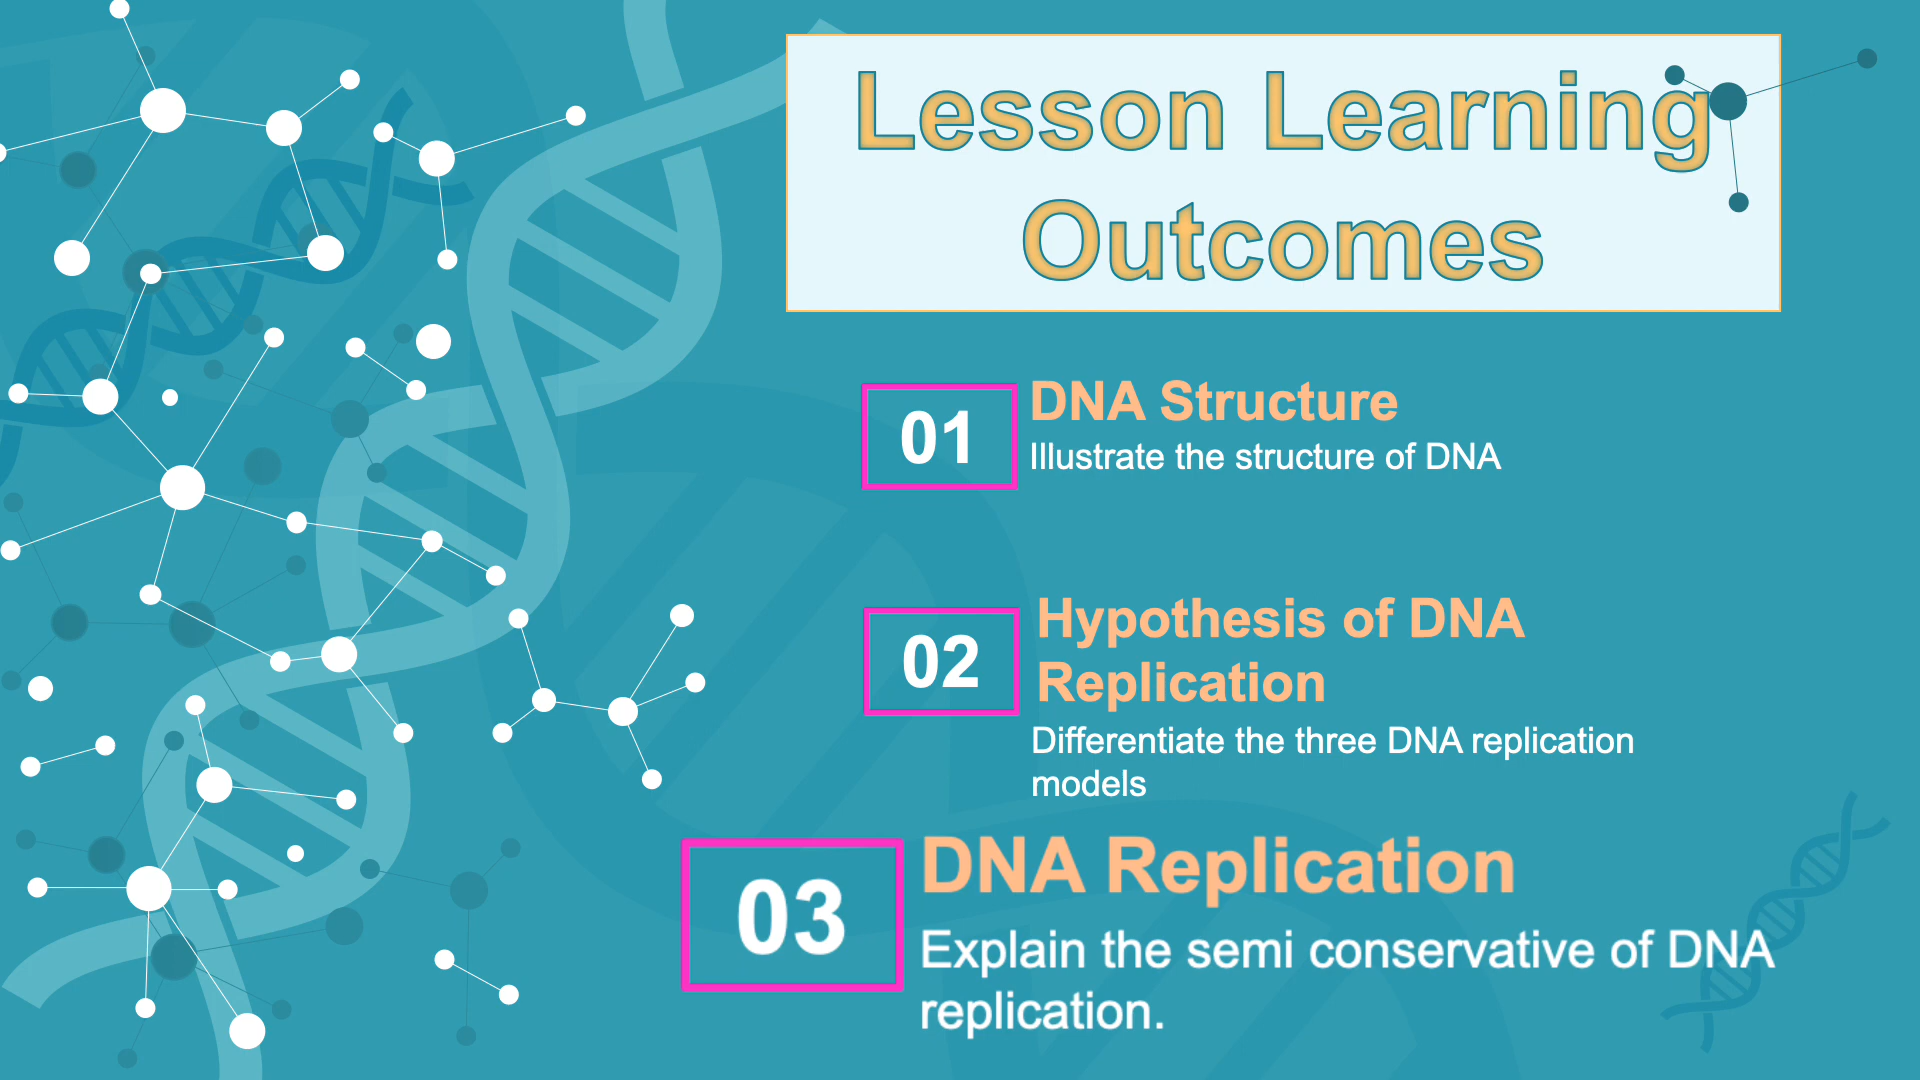 Lesson Learning
Outcomes
01
DNA Structure
Illustrate the structure of DNA
02
Hypothesis of DNA
Replication
Differentiate the three DNA replication
models
03
DNA Replication
Explain the semi conservative of DNA
replication.